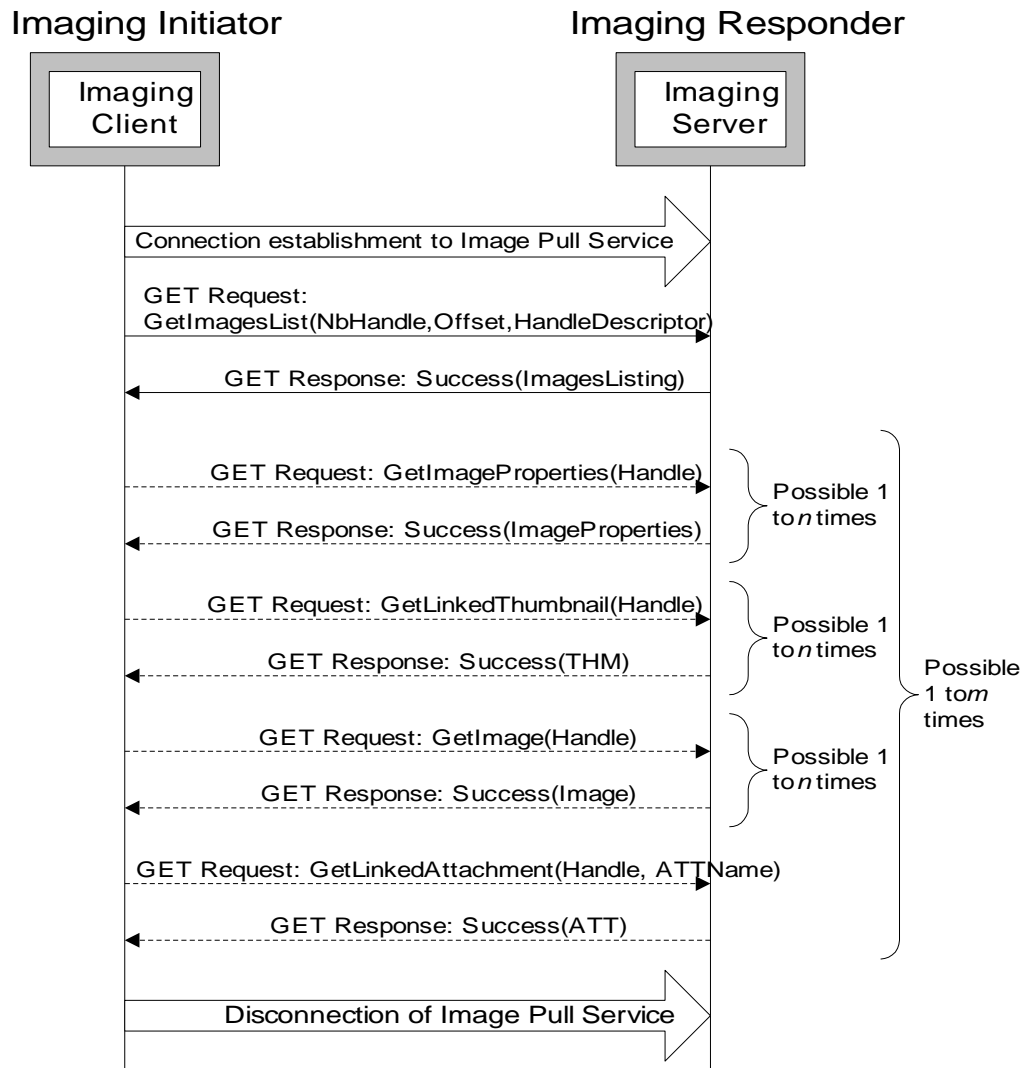 Imaging Initiator
Imaging Responder
Imaging
Client
Imaging
Server
Connection establishment to Image Pull Service
GET Request:
GetImagesList(NbHandle,Offset,HandleDescriptor)
GET Response: Success(ImagesListing)
GET Request: GetImageProperties(Handle)
GET Response: Success(ImageProperties)
Possible 1
to n times
GET Request: GetLinkedThumbnail(Handle)
GET Response: Success(THM)
Possible 1
to n times
GET Request: GetImage(Handle)
GET Response: Success(Image)
Possible 1
to n times
GET Request: GetLinkedAttachment(Handle, ATTName)
GET Response: Success(ATT)
Possible
1 to m
times
Disconnection of Image Pull Service